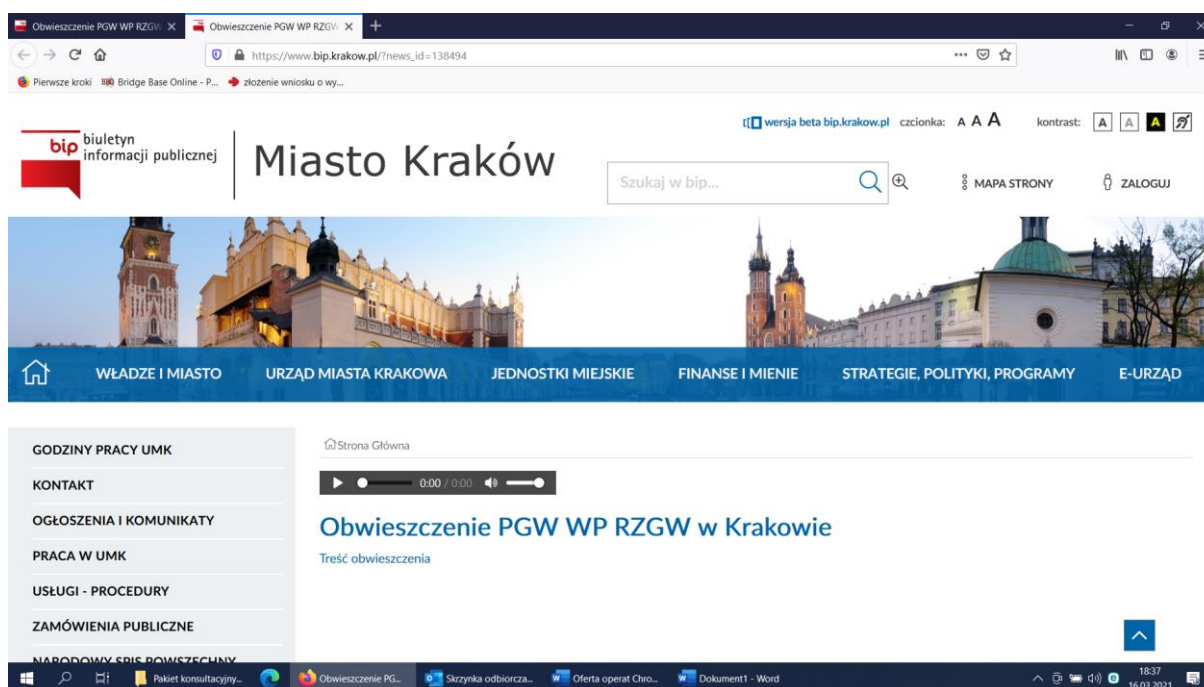 Obwieszczenie PGW WP RZGW
Obwieszczenie PGW WP RZGW
https://www.bip.krakow.pl/?news_id=138494
Pierwsze kroki
Bridge Base Online - P...
złożenie wniosku o wy...
wersja beta bip.krakow.pl czcionka: A A A kontrast: A A A
bip biuletyn
informacji publicznej
Miasto Kraków
Szukaj w bip...
MAPA STRONY
ZALOGUJ
WŁADZE I MIASTO URZĄD MIASTA KRAKOWA JEDNOSTKI MIEJSKIE FINANSE I MIENIE STRATEGIE, POLITYKI, PROGRAMY E-URZĄD
GODZINY PRACY UMK
KONTAKT
OGŁOSZENIA I KOMUNIKATY
PRACA W UMK
USŁUGI - PROCEDURY
ZAMÓWIENIA PUBLICZNE
NARODOWY SPIS POWSZECHNY
Strona Główna
0:00 / 0:00
Obwieszczenie PGW WP RZGW w Krakowie
Treść obwieszczenia
Pakiet konsultacyjny...
Obwieszczenie PG...
Skrzynka odbiorcza...
Oferta operat Chro...
Dokument1 - Word
18:37
16.03.2021